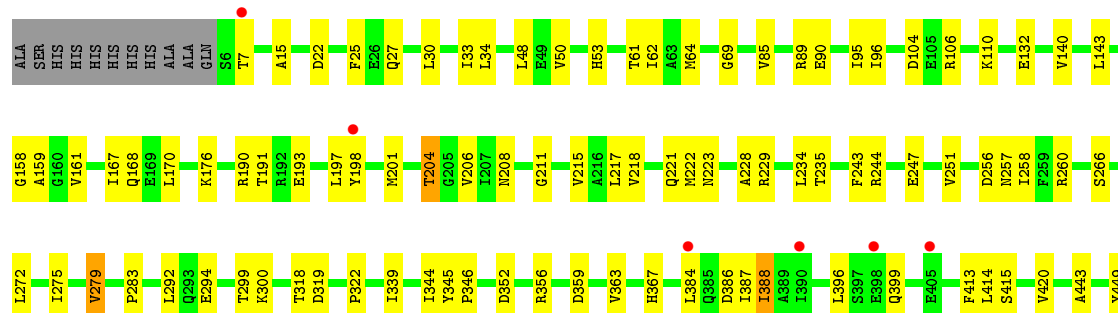 ALA SER HIS HIS HIS HIS HIS HIS ALA ALA GLN S6 T7 A15 D22 F25 E26 Q27 L30 I33 L34 L48 E49 V50 H53 T61 I62 A63 M64 G69 V85 R89 E90 I95 I96 D104 E105 R106 K110 E132 V140 L143
G158 A159 G160 V161 I167 Q168 E169 L170 K176 R190 T191 R192 E193 L197 Y198 M201 T204 G205 V206 I207 N208 G211 V215 A216 L217 V218 Q221 M222 N223 A228 R229 L234 T235 F243 R244 E247 V251 D256 N257 I258 F259 R260 S266
L272 I275 V279 P283 L292 Q293 E294 T299 K300 T318 D319 P322 I339 I344 Y345 P346 D352 R356 D359 V363 H367 L384 Q385 D386 I387 I388 A389 I390 L396 S397 E398 Q399 E405 F413 L414 S415 V420 A443 Y449